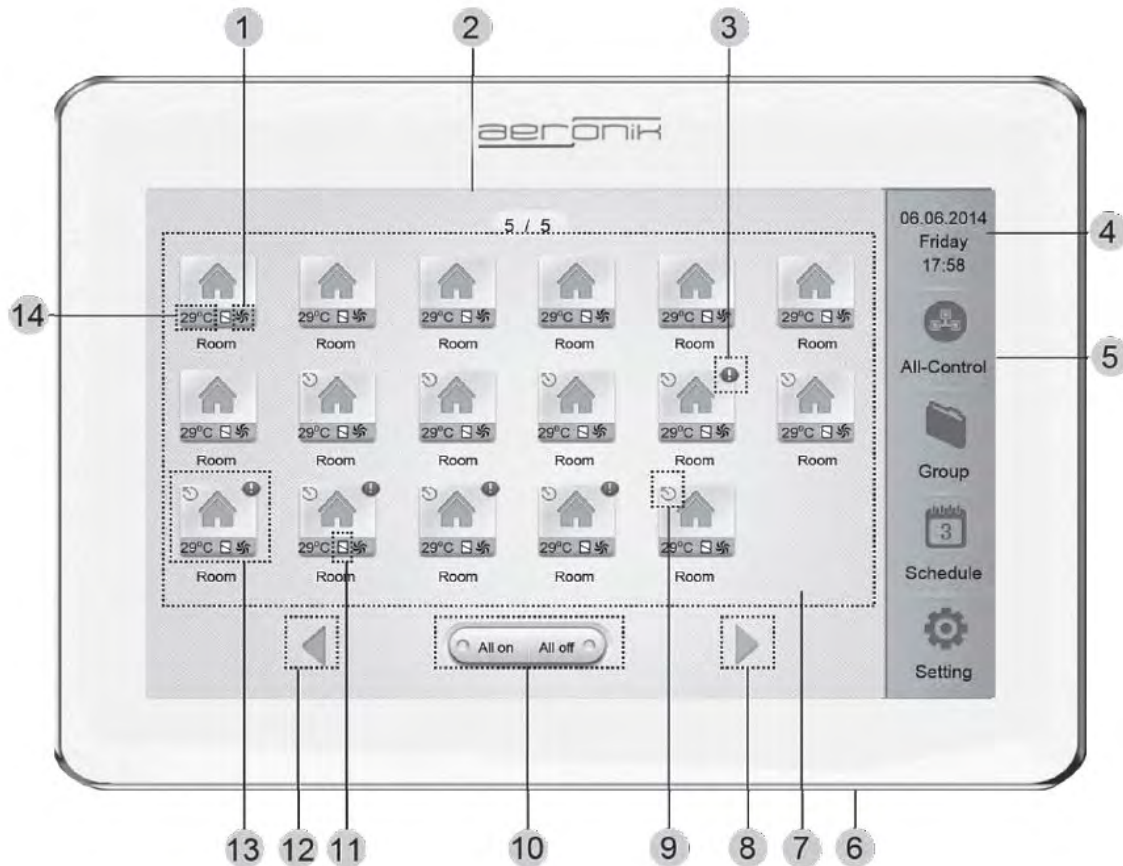 1 2 3
aeronik
5 / 5
06.06.2014
Friday
17:58
4
14
29°C 29°C 29°C 29°C 29°C 29°C
Room Room Room Room Room Room
5
All-Control
29°C 29°C 29°C 29°C 29°C 29°C
Room Room Room Room Room Room
Group
29°C 29°C 29°C 29°C 29°C
Room Room Room Room Room
3
Schedule
All on All off
Setting
13 12 11 10 9 8 7 6